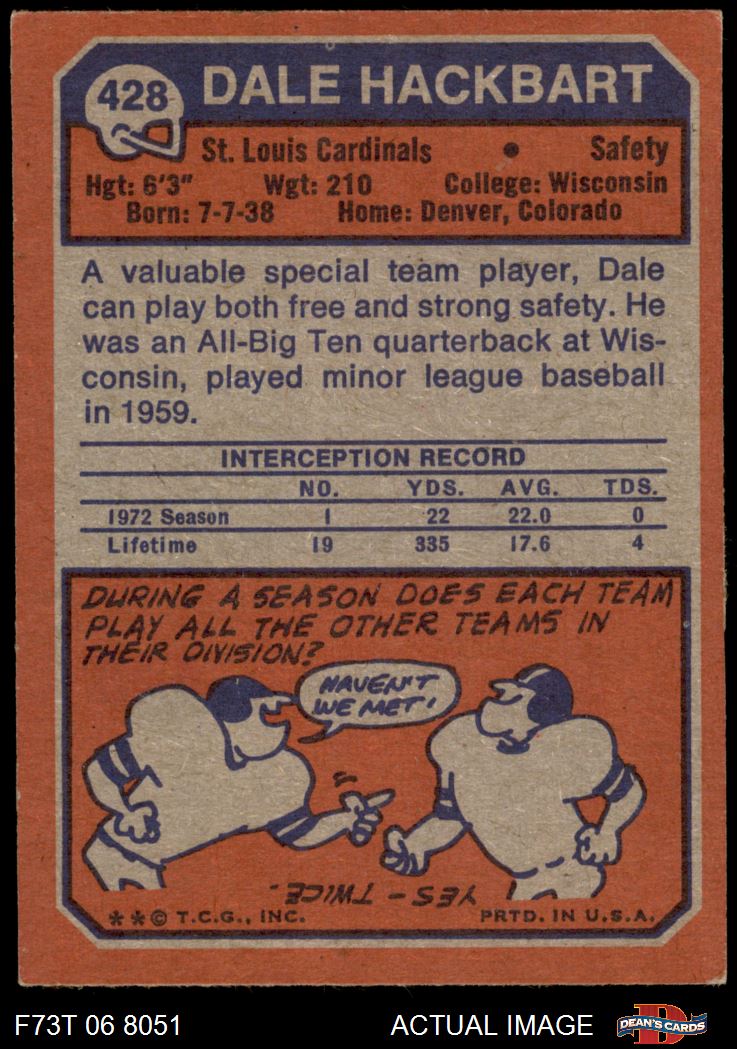 428 DALE HACKBART
St. Louis Cardinals • Safety
Hgt: 6'3" Wgt: 210 College: Wisconsin
Born: 7-7-38 Home: Denver, Colorado
A valuable special team player, Dale
can play both free and strong safety. He
was an All-Big Ten quarterback at Wis-
consin, played minor league baseball
in 1959.
INTERCEPTION RECORD
NO. YDS. AVG. TDS.
1972 Season 1 22 22.0 0
Lifetime 19 335 17.6 4
DURING A SEASON DOES EACH TEAM
PLAY ALL THE OTHER TEAMS IN
THEIR DIVISION?
HAVEN'T
WE MET!
YES - TWICE.
**© T.C.G., INC. PRTD. IN U.S.A.
F73T 06 8051 ACTUAL IMAGE D DEAN'S CARDS